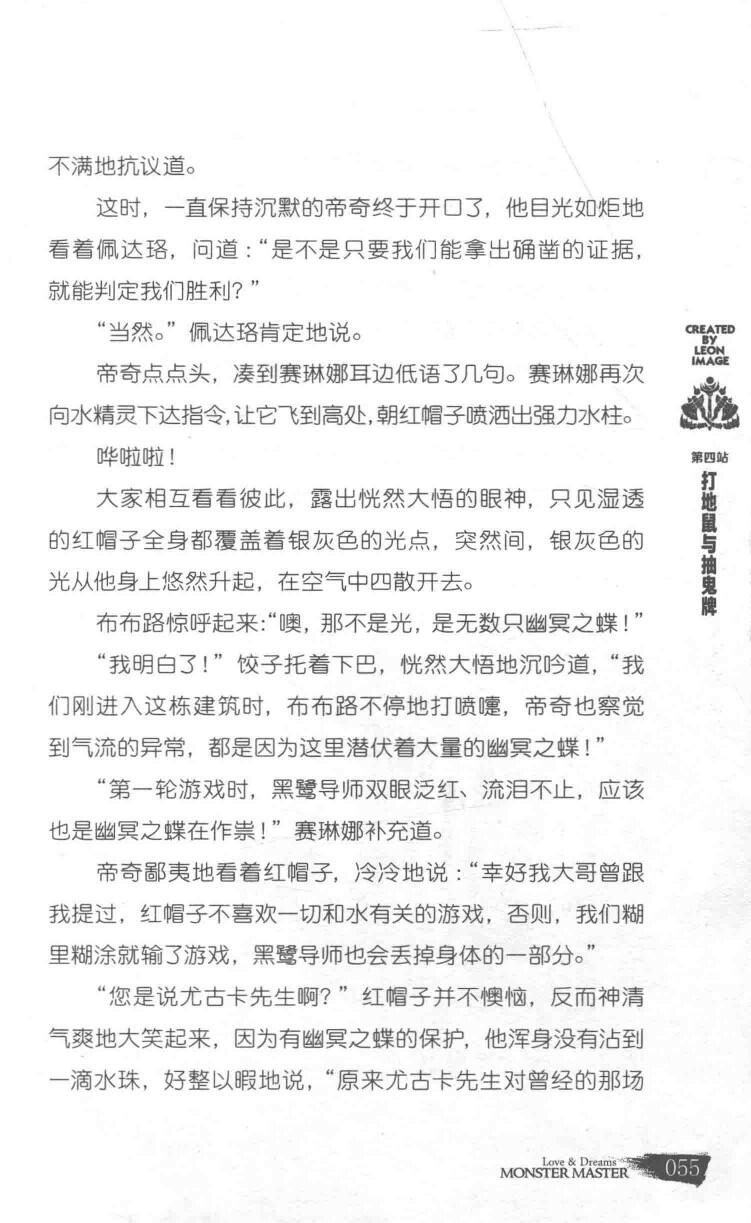 不满地抗议道。
这时，一直保持沉默的帝奇终于开口了，他目光如炬地
看着佩达珞，问道：“是不是只要我们能拿出确凿的证据，
就能判定我们胜利？”
“当然。”佩达珞肯定地说。
帝奇点点头，凑到赛琳娜耳边低语了几句。赛琳娜再次
向水精灵下达指令，让它飞到高处，朝红帽子喷洒出强力水柱。
哗啦啦！
大家相互看看彼此，露出恍然大悟的眼神，只见湿透
的红帽子全身都覆盖着银灰色的光点，突然间，银灰色的
光从他身上悠然升起，在空气中四散开去。
布布路惊呼起来：“噢，那不是光，是无数只幽冥之蝶！”
“我明白了！”饺子托着下巴，恍然大悟地沉吟道，“我
们刚进入这栋建筑时，布布路不停地打喷嚏，帝奇也察觉
到气流的异常，都是因为这里潜伏着大量的幽冥之蝶！”
“第一轮游戏时，黑鹭导师双眼泛红、流泪不止，应该
也是幽冥之蝶在作祟！”赛琳娜补充道。
帝奇鄙夷地看着红帽子，冷冷地说：“幸好我大哥曾跟
我提过，红帽子不喜欢一切和水有关的游戏，否则，我们糊
里糊涂就输了游戏，黑鹭导师也会丢掉身体的一部分。”
“您是说尤古卡先生啊？”红帽子并不懊恼，反而神清
气爽地大笑起来，因为有幽冥之蝶的保护，他浑身没有沾到
一滴水珠，好整以暇地说，“原来尤古卡先生对曾经的那场
CREATED
BY
LEON
IMAGE
第四站
打地鼠与抽鬼牌
Love & Dreams
MONSTER MASTER
055